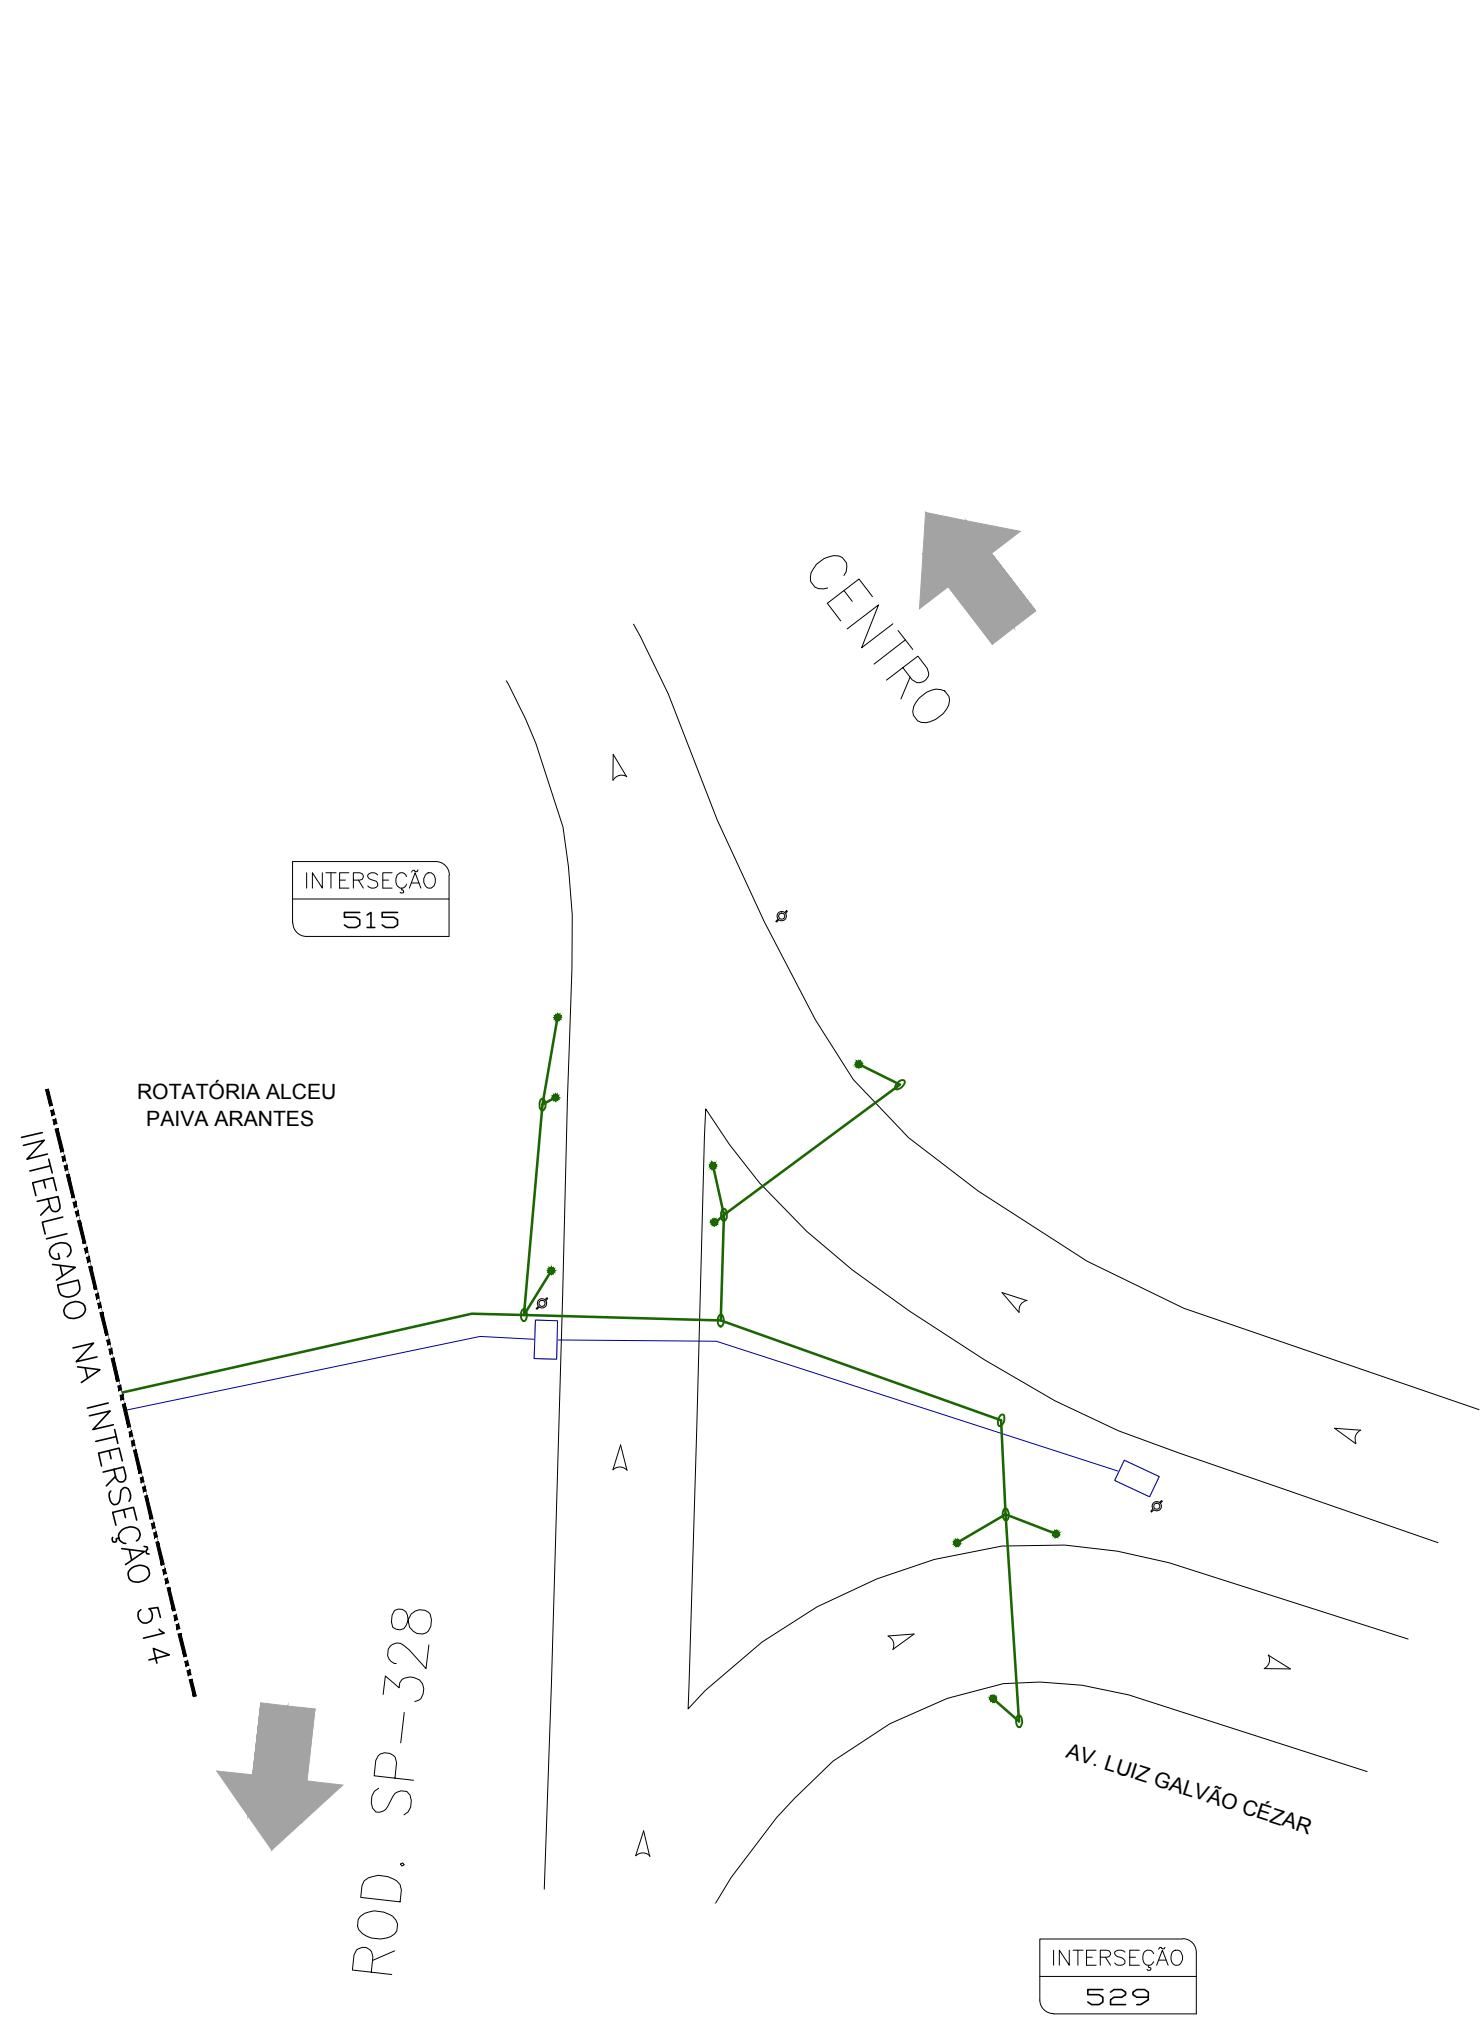 CENTRO
INTERSEÇÃO
515
ROTATÓRIA ALCEU
PAIVA ARANTES
INTERLIGADO NA INTERSEÇÃO 514
ROD. SP-328
AV. LUIZ GALVÃO CÉZAR
INTERSEÇÃO
529